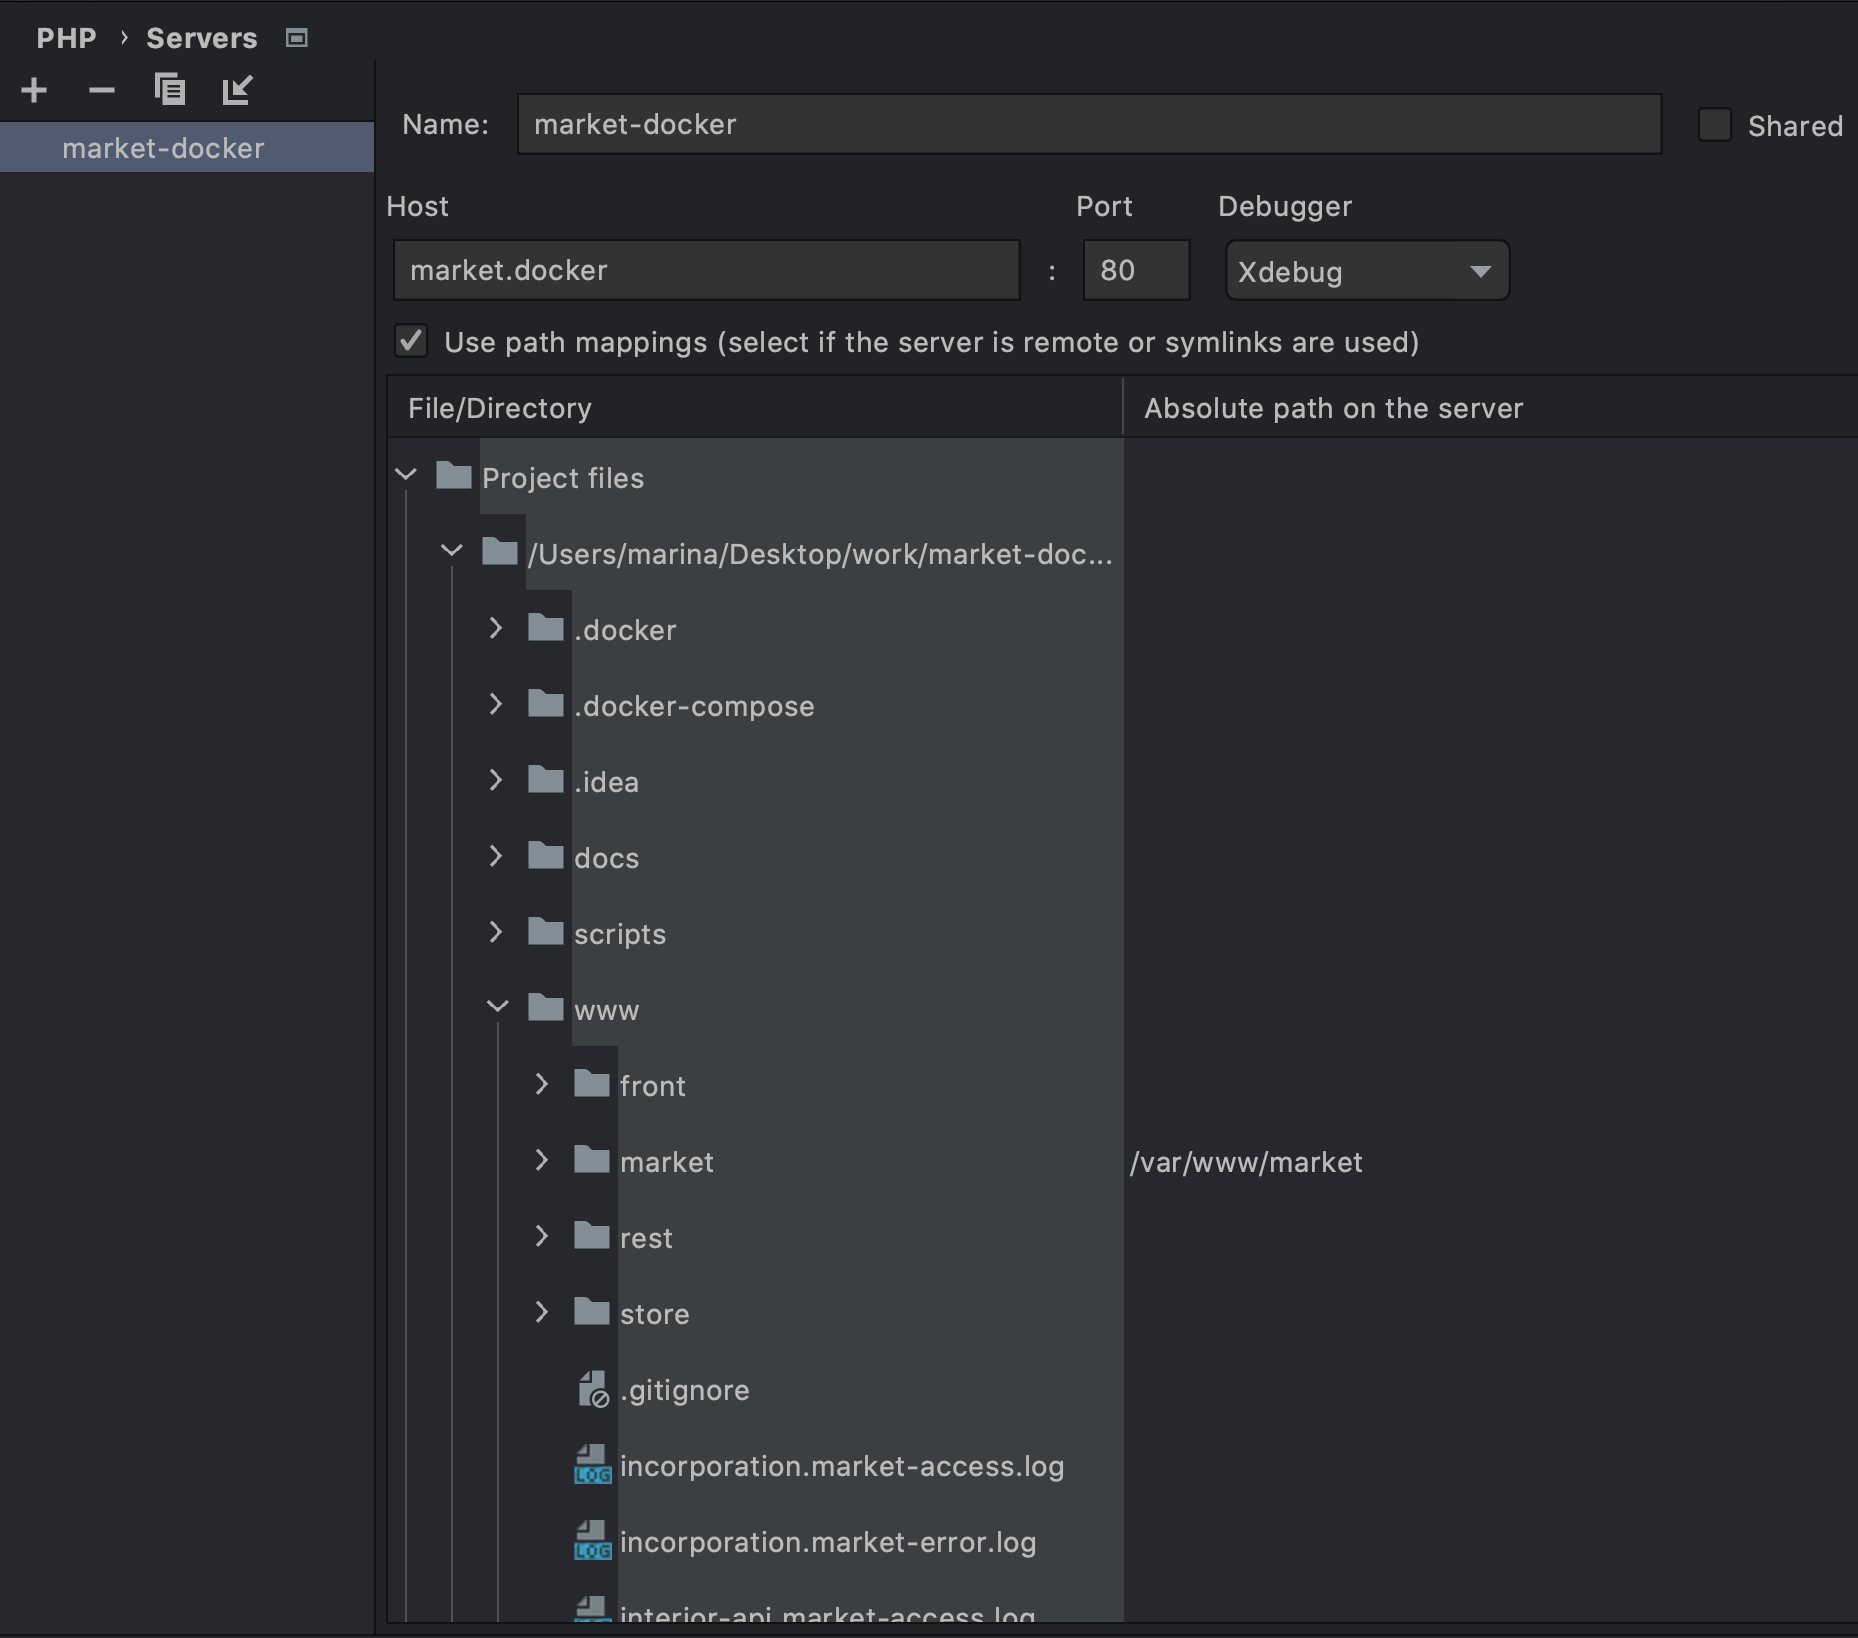 PHP › Servers
market-docker
Name: market-docker Shared
Host Port Debugger
market.docker : 80 Xdebug
Use path mappings (select if the server is remote or symlinks are used)
File/Directory Absolute path on the server
Project files
/Users/marina/Desktop/work/market-doc...
.docker
.docker-compose
.idea
docs
scripts
www
front
market /var/www/market
rest
store
.gitignore
LOG incorporation.market-access.log
LOG incorporation.market-error.log
interior-api.market-access.log